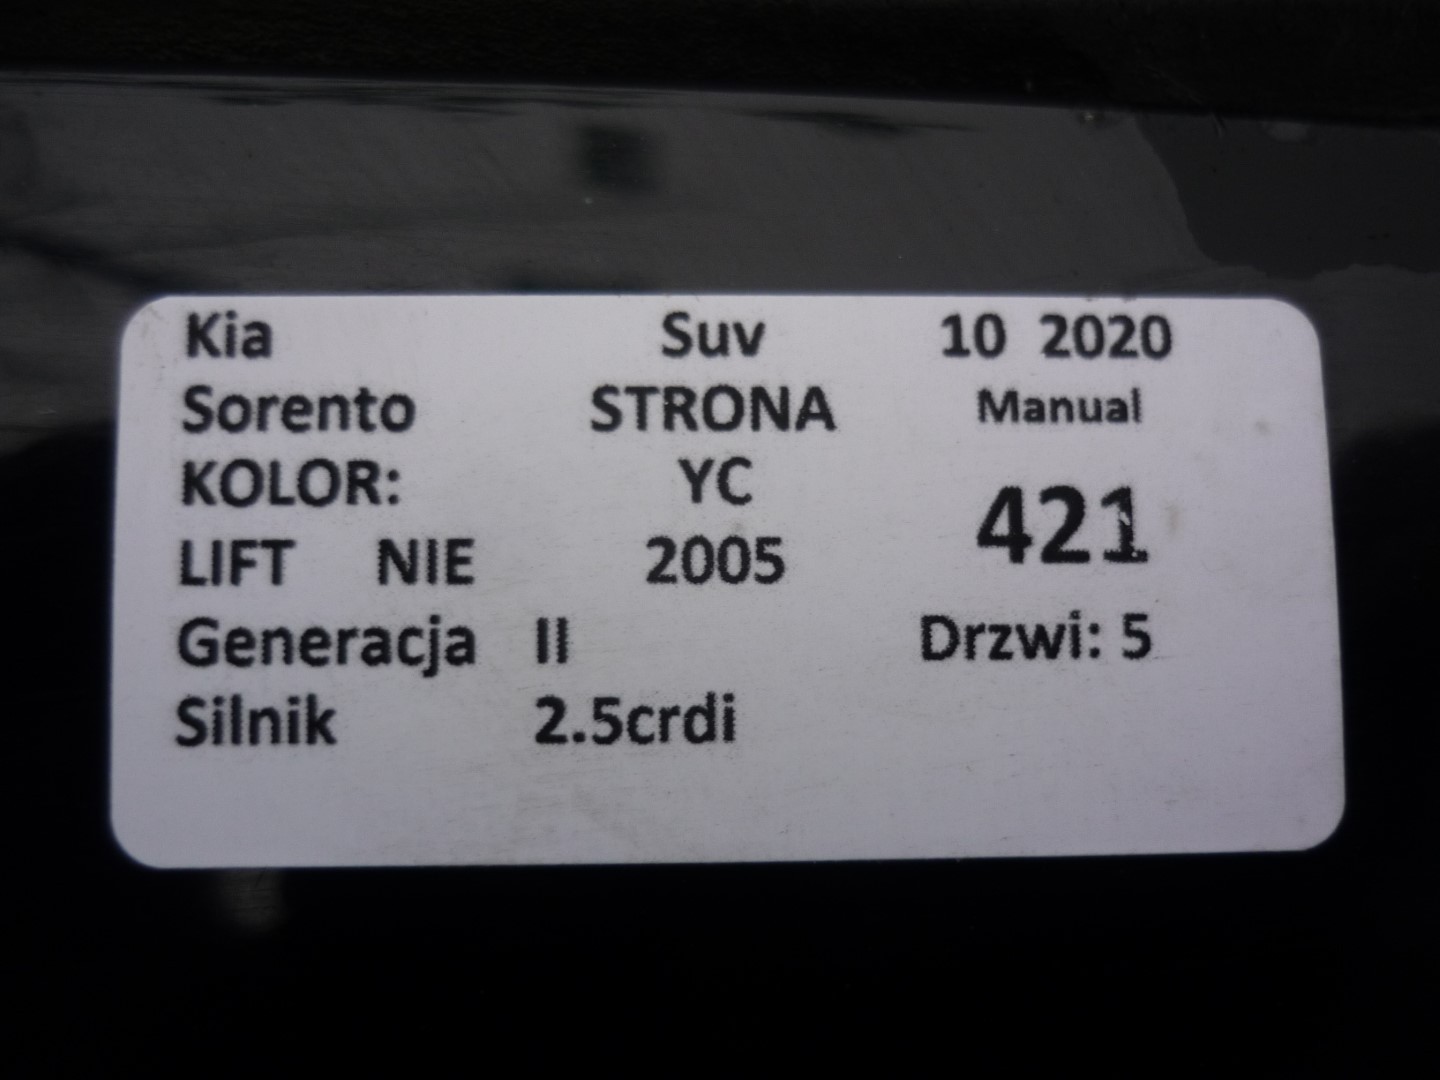 Kia Suv 10 2020
Sorento STRONA Manual
KOLOR: YC 421
LIFT NIE 2005
Generacja II Drzwi: 5
Silnik 2.5crdi